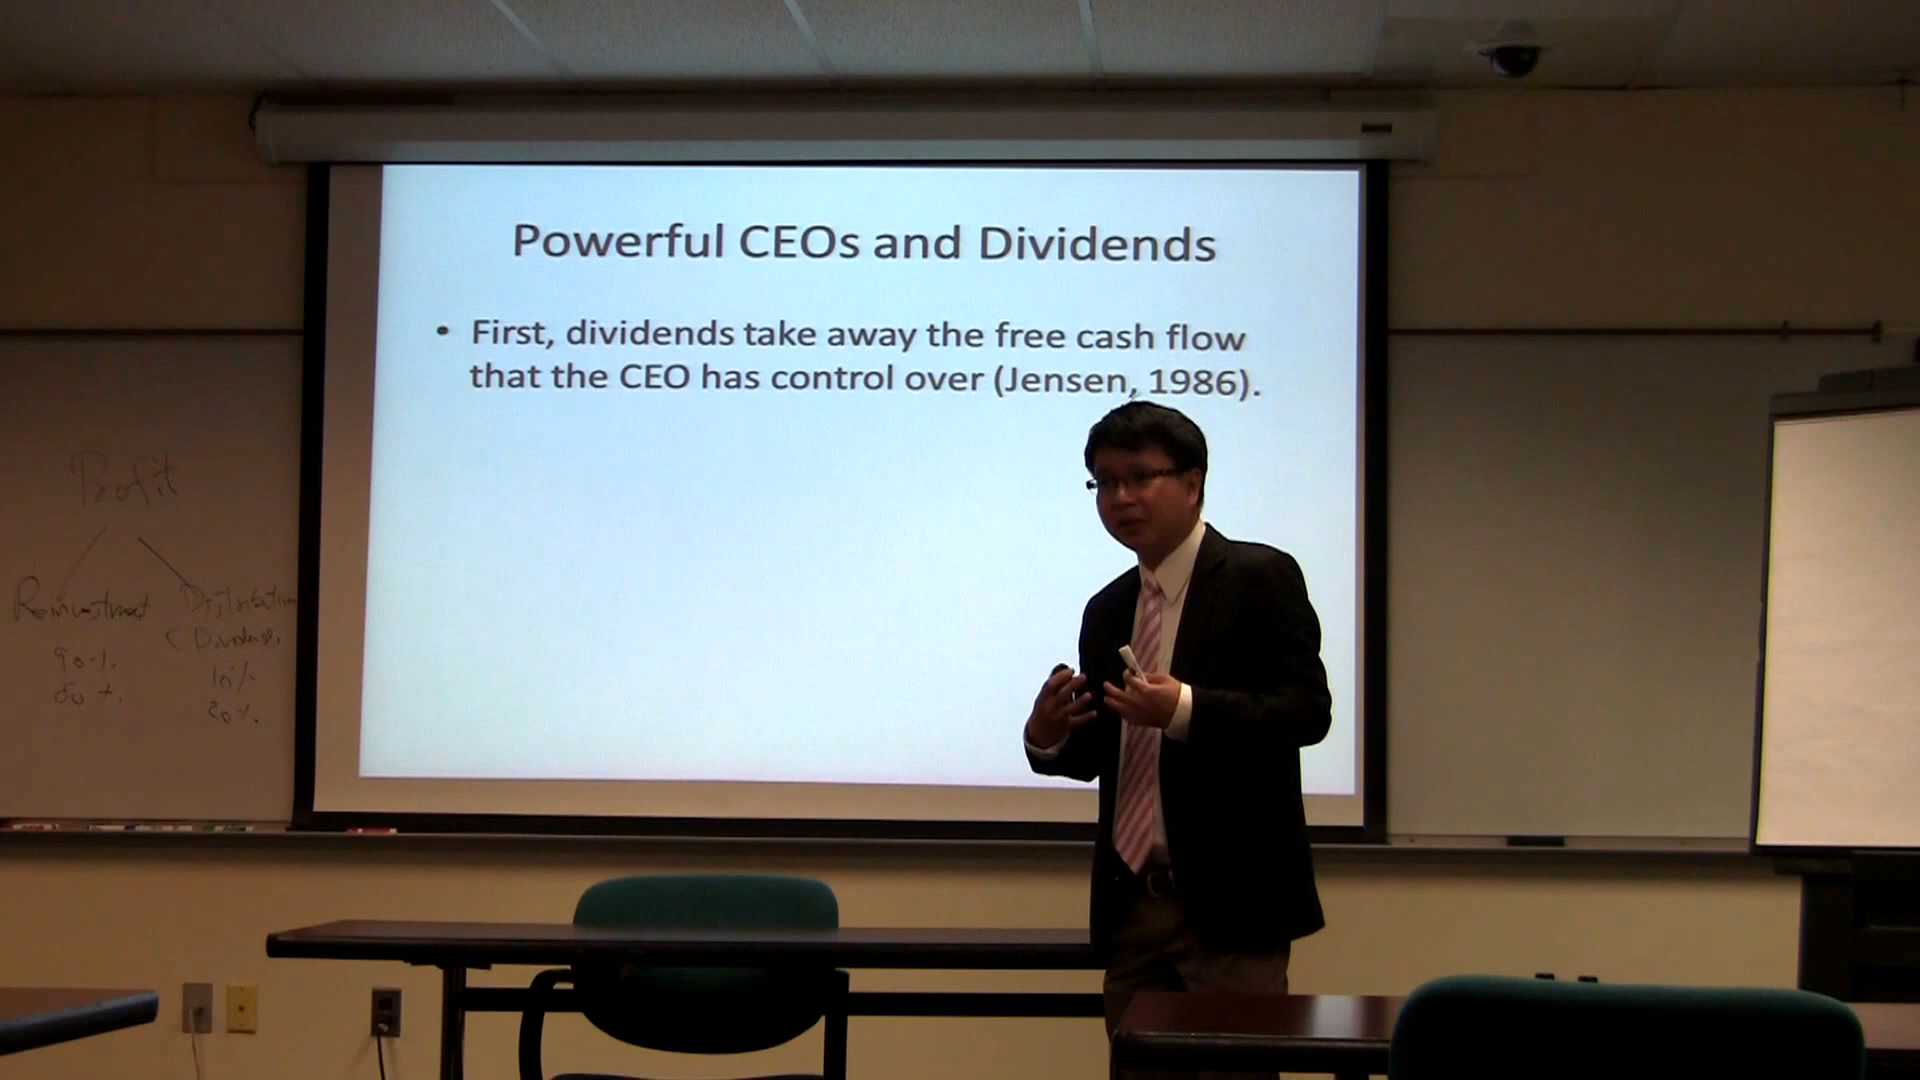 Powerful CEOs and Dividends
• First, dividends take away the free cash flow
that the CEO has control over (Jensen, 1986).
Profit
Reinvestment
90%
10%
20%